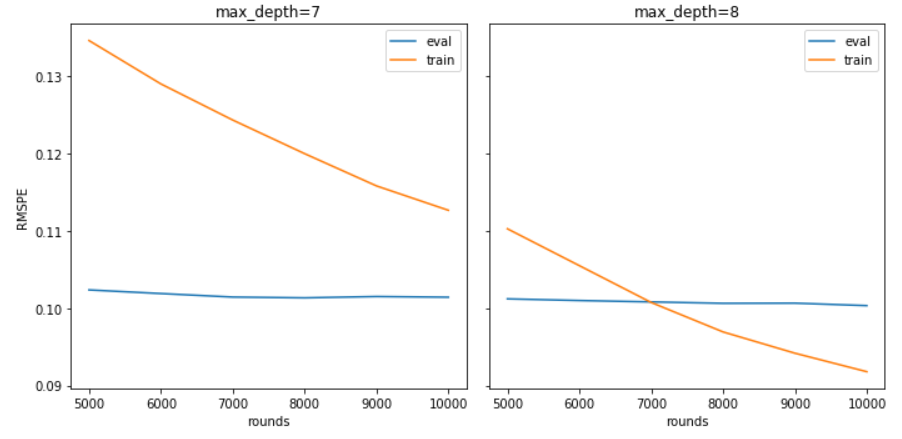 max_depth=7
max_depth=8
eval
train
eval
train
RMSPE
0.13
0.12
0.11
0.10
0.09
5000 6000 7000 8000 9000 10000
5000 6000 7000 8000 9000 10000
rounds
rounds